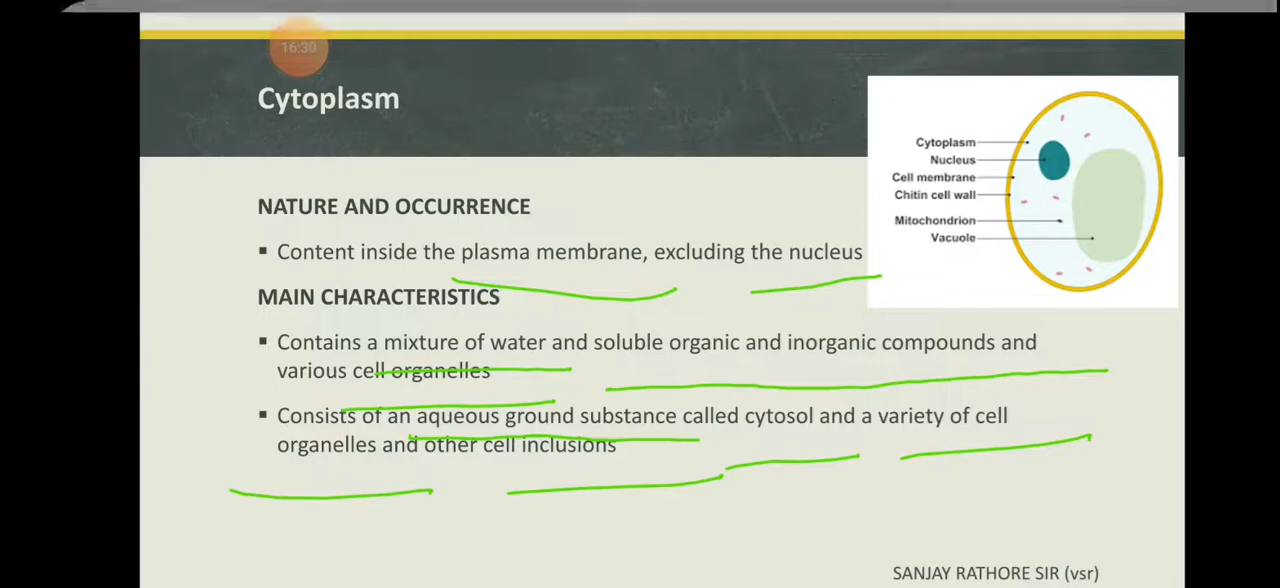 16:30
Cytoplasm
Cytoplasm
Nucleus
Cell membrane
Chitin cell wall
Mitochondrion
Vacuole
NATURE AND OCCURRENCE
▪ Content inside the plasma membrane, excluding the nucleus
MAIN CHARACTERISTICS
▪ Contains a mixture of water and soluble organic and inorganic compounds and
various cell organelles
▪ Consists of an aqueous ground substance called cytosol and a variety of cell
organelles and other cell inclusions
SANJAY RATHORE SIR (vsr)